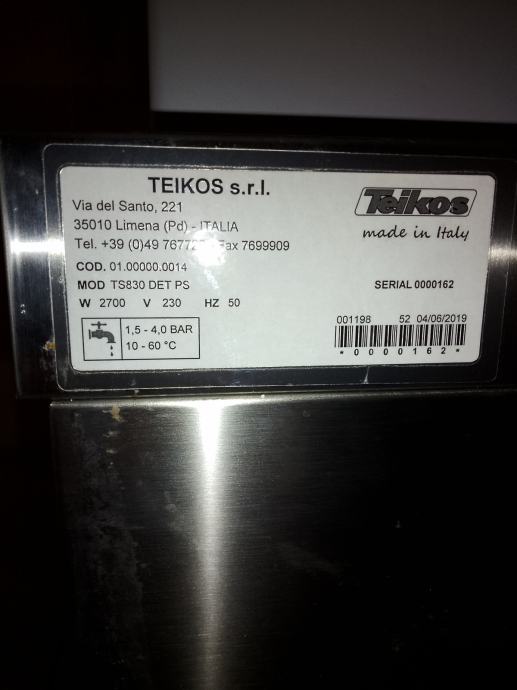 TEIKOS s.r.l.
Via del Santo, 221
35010 Limena (Pd) - ITALIA
Tel. +39 (0)49 Fax 7699909
COD. 01.00000.0014
MOD TS830 DET PS
W 2700 V 230 HZ 50
1,5 - 4,0 BAR
10 - 60 °C
Teikos
made in Italy
SERIAL 0000162
001198 52 04/06/2019
*0000162*